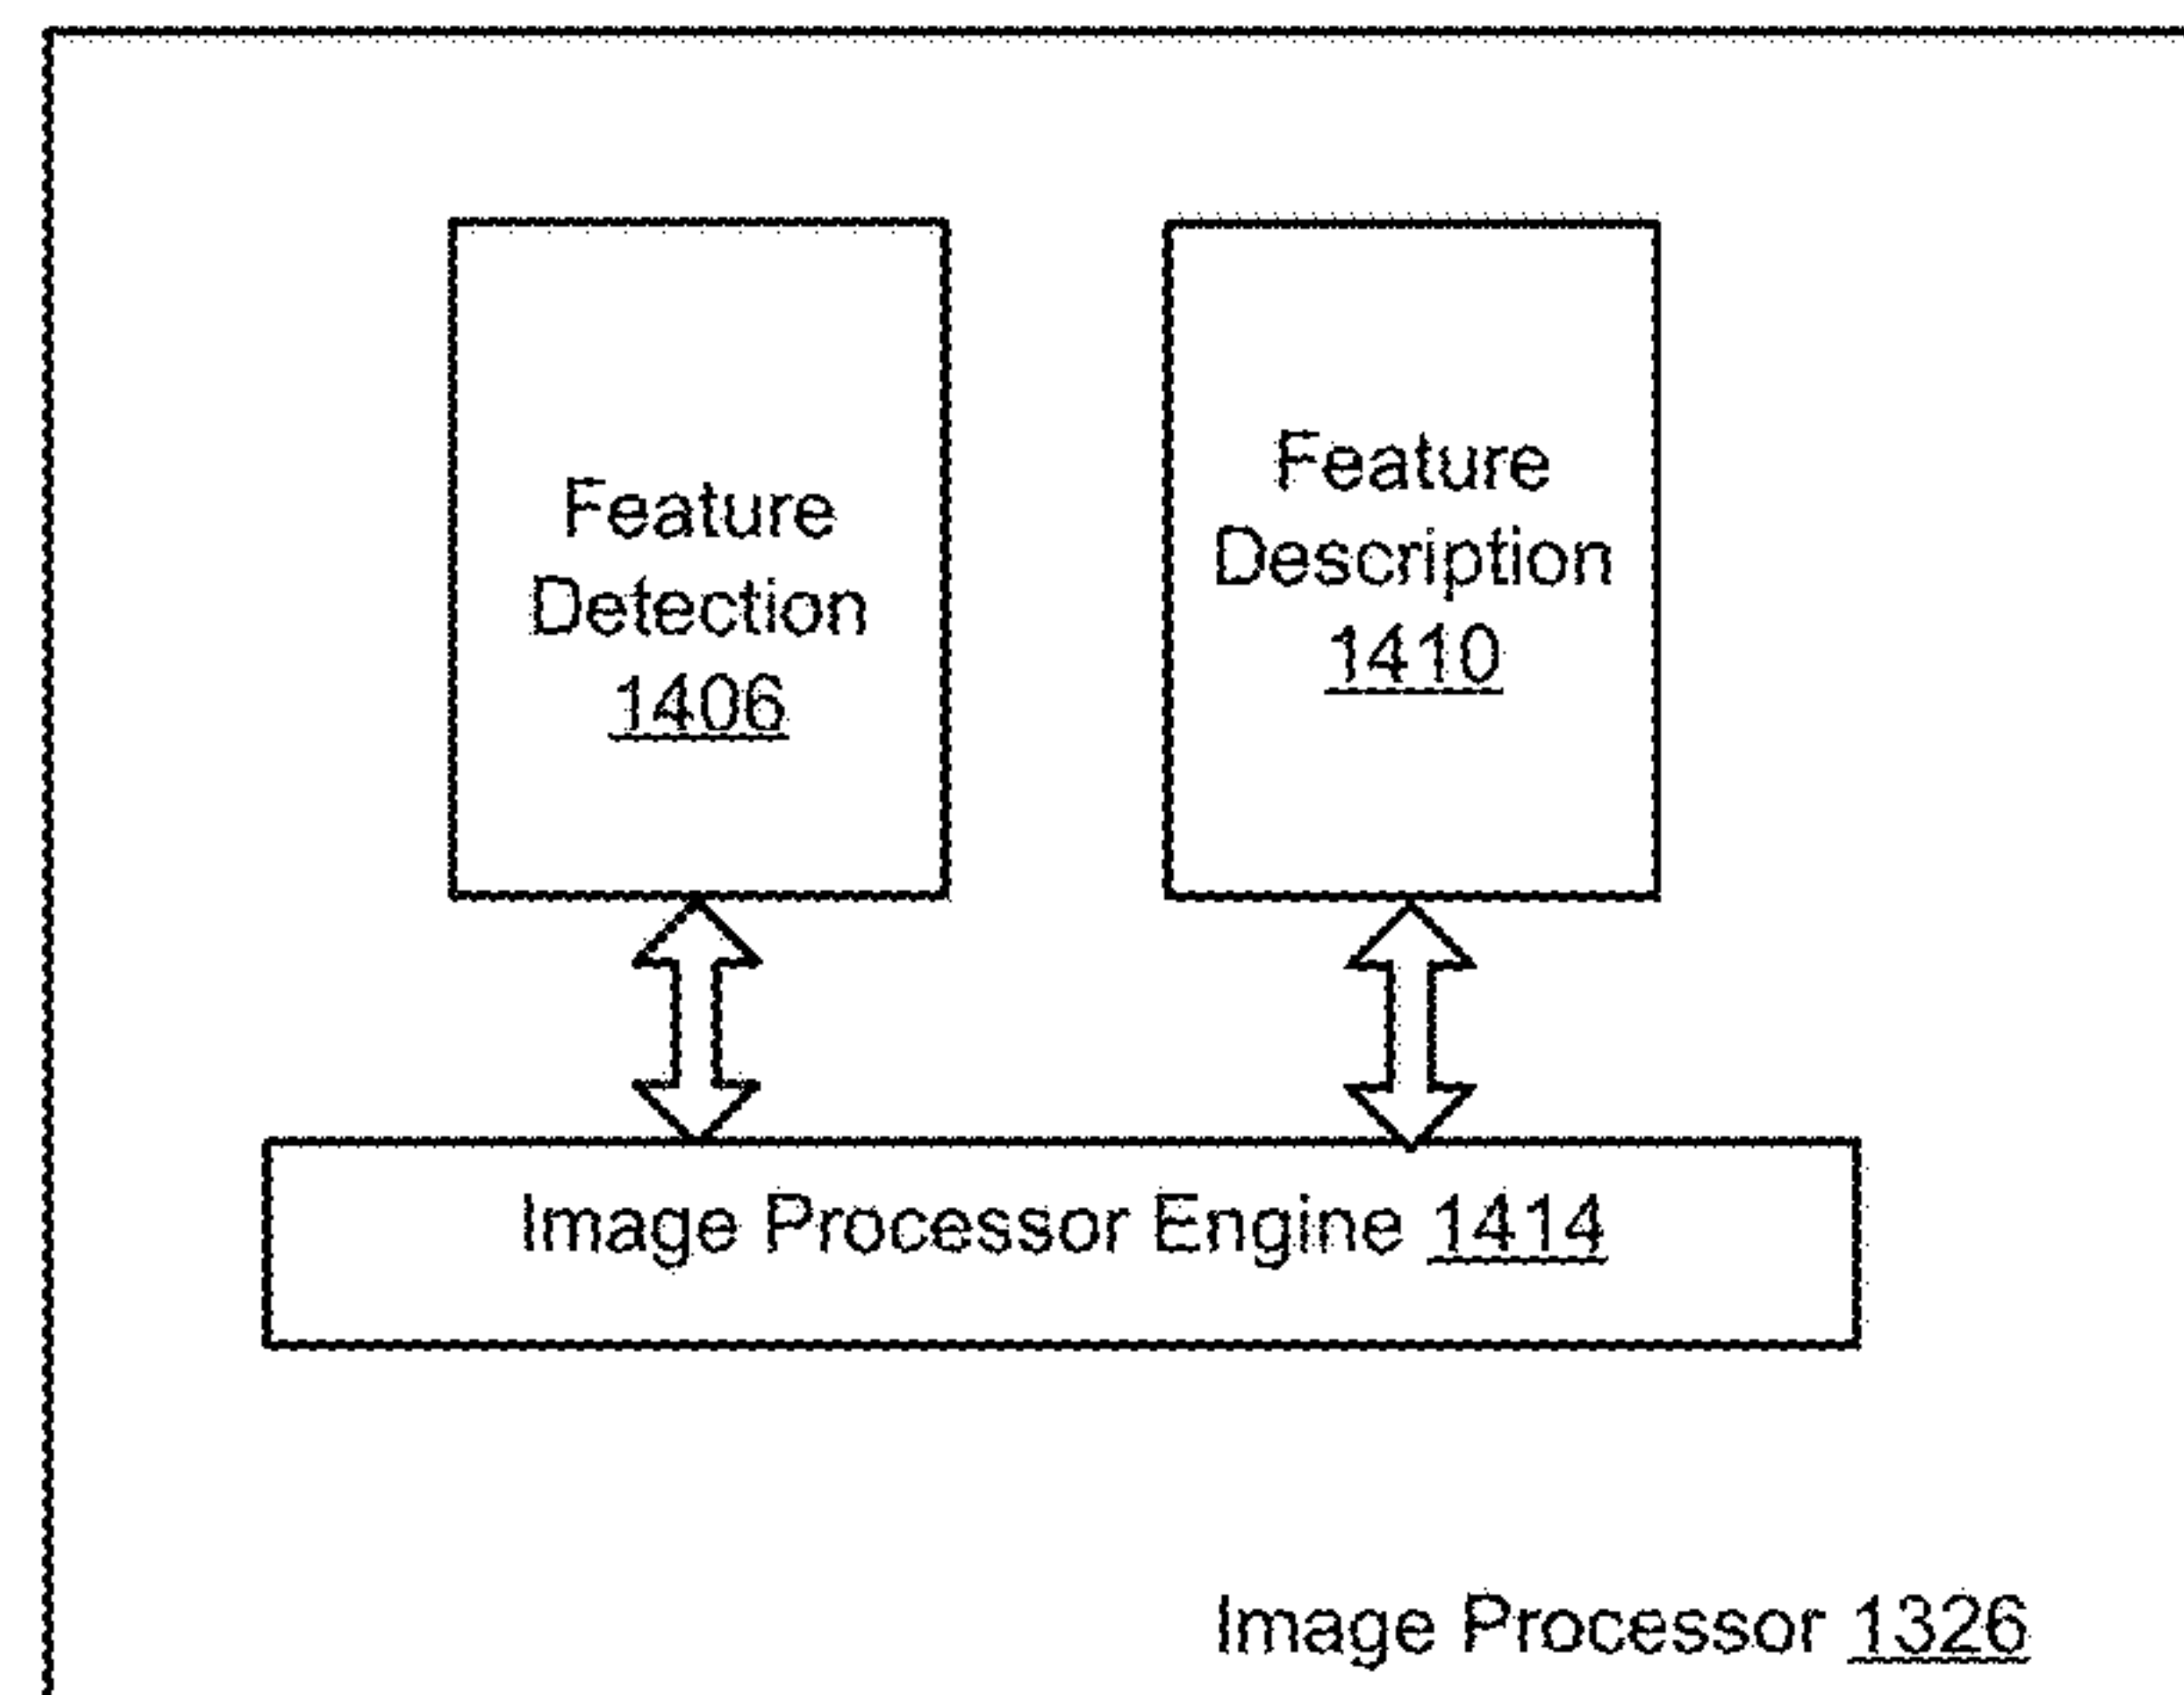 Feature
Detection
1406
Feature
Description
1410
Image Processor Engine 1414
Image Processor 1326